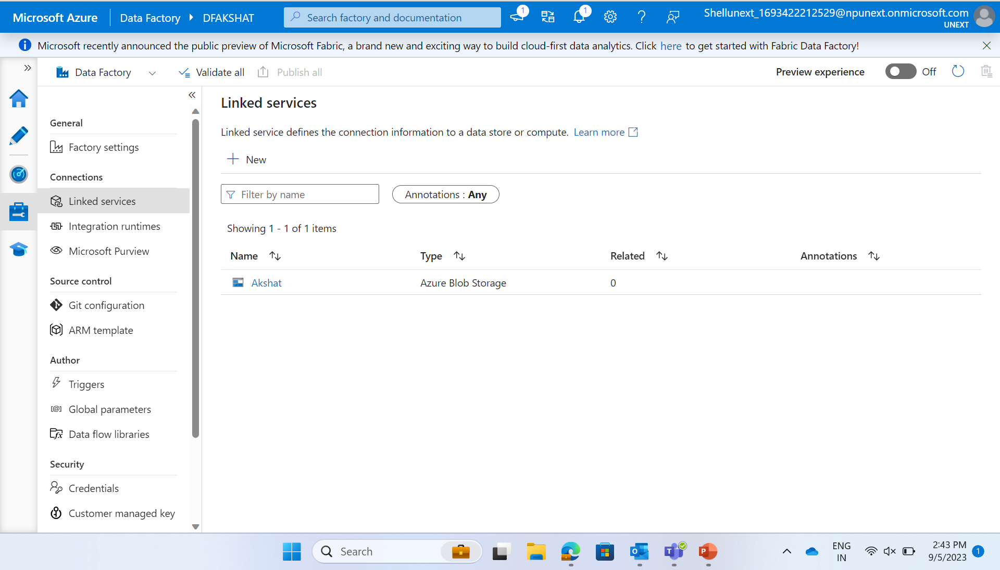 Microsoft Azure
Data Factory
DFAKSHAT
Search factory and documentation
1
1
Shellunext_1693422212529@npunext.onmicrosoft.com
UNEXT
Microsoft recently announced the public preview of Microsoft Fabric, a brand new and exciting way to build cloud-first data analytics. Click here to get started with Fabric Data Factory!
Data Factory
Validate all
Publish all
Preview experience
Off
General
Factory settings
Connections
Linked services
Integration runtimes
Microsoft Purview
Source control
Git configuration
ARM template
Author
Triggers
Global parameters
Data flow libraries
Security
Credentials
Customer managed key
Linked services
Linked service defines the connection information to a data store or compute. Learn more
New
Filter by name
Annotations : Any
Showing 1 - 1 of 1 items
Name
Type
Related
Annotations
Akshat
Azure Blob Storage
0
Search
ENG
IN
2:43 PM
9/5/2023
1